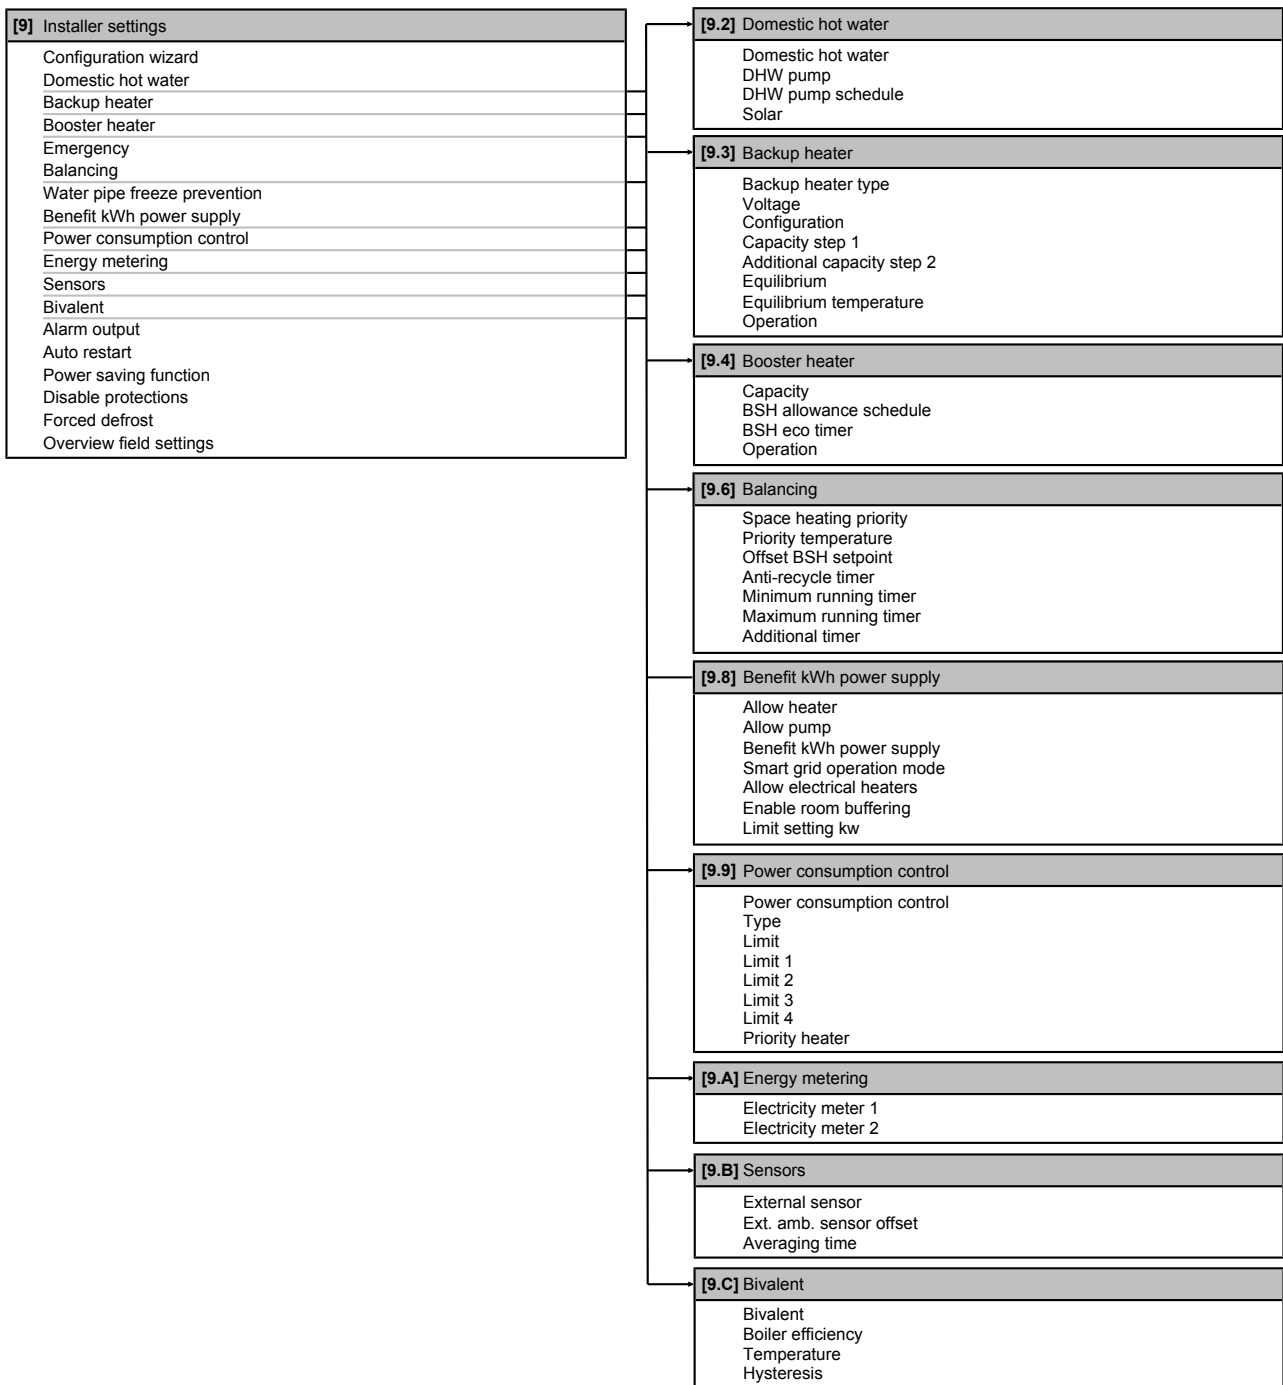 [9] Installer settings
Configuration wizard
Domestic hot water
Backup heater
Booster heater
Emergency
Balancing
Water pipe freeze prevention
Benefit kWh power supply
Power consumption control
Energy metering
Sensors
Bivalent
Alarm output
Auto restart
Power saving function
Disable protections
Forced defrost
Overview field settings
[9.2] Domestic hot water
Domestic hot water
DHW pump
DHW pump schedule
Solar
[9.3] Backup heater
Backup heater type
Voltage
Configuration
Capacity step 1
Additional capacity step 2
Equilibrium
Equilibrium temperature
Operation
[9.4] Booster heater
Capacity
BSH allowance schedule
BSH eco timer
Operation
[9.6] Balancing
Space heating priority
Priority temperature
Offset BSH setpoint
Anti-recycle timer
Minimum running timer
Maximum running timer
Additional timer
[9.8] Benefit kWh power supply
Allow heater
Allow pump
Benefit kWh power supply
Smart grid operation mode
Allow electrical heaters
Enable room buffering
Limit setting kw
[9.9] Power consumption control
Power consumption control
Type
Limit
Limit 1
Limit 2
Limit 3
Limit 4
Priority heater
[9.A] Energy metering
Electricity meter 1
Electricity meter 2
[9.B] Sensors
External sensor
Ext. amb. sensor offset
Averaging time
[9.C] Bivalent
Bivalent
Boiler efficiency
Temperature
Hysteresis